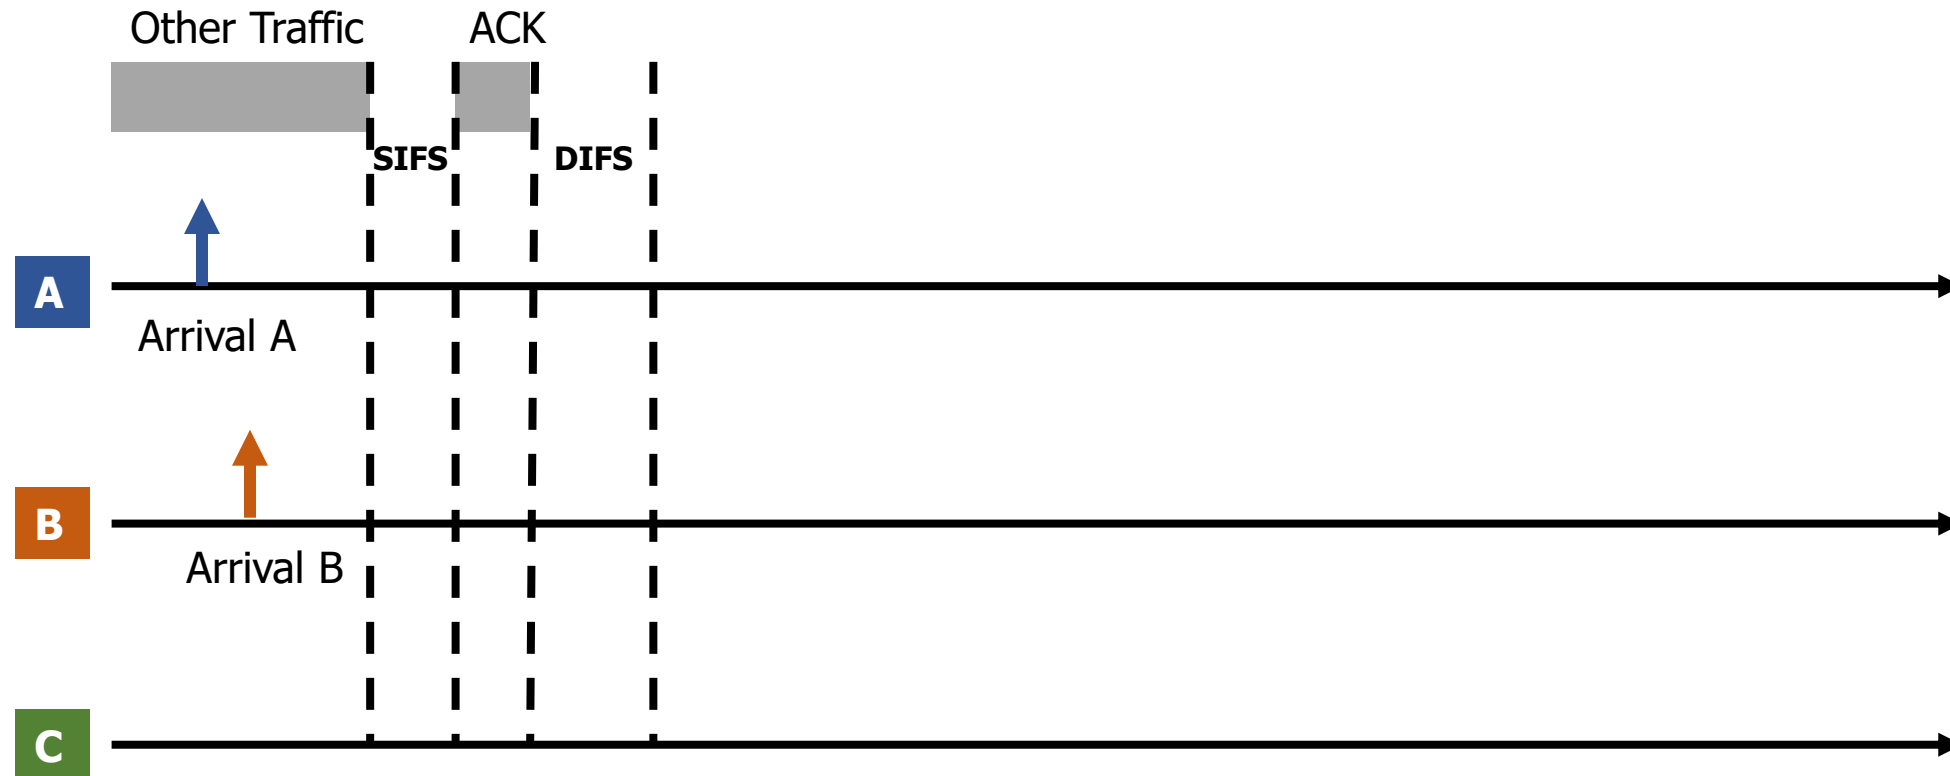 Other Traffic
ACK
SIFS
DIFS
A
Arrival A
B
Arrival B
C